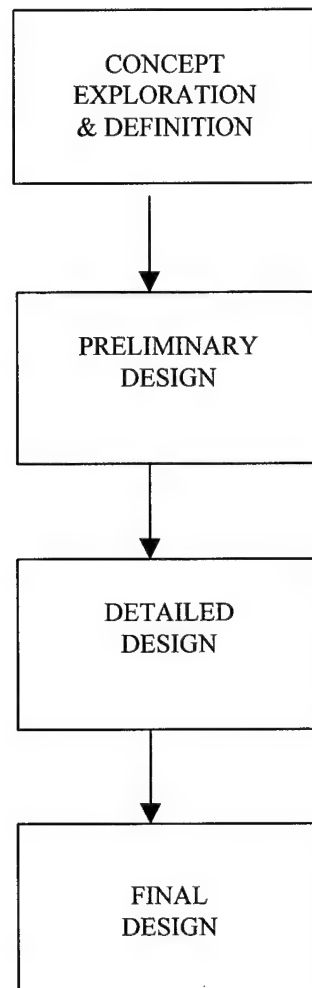 CONCEPT
EXPLORATION
& DEFINITION
PRELIMINARY
DESIGN
DETAILED
DESIGN
FINAL
DESIGN